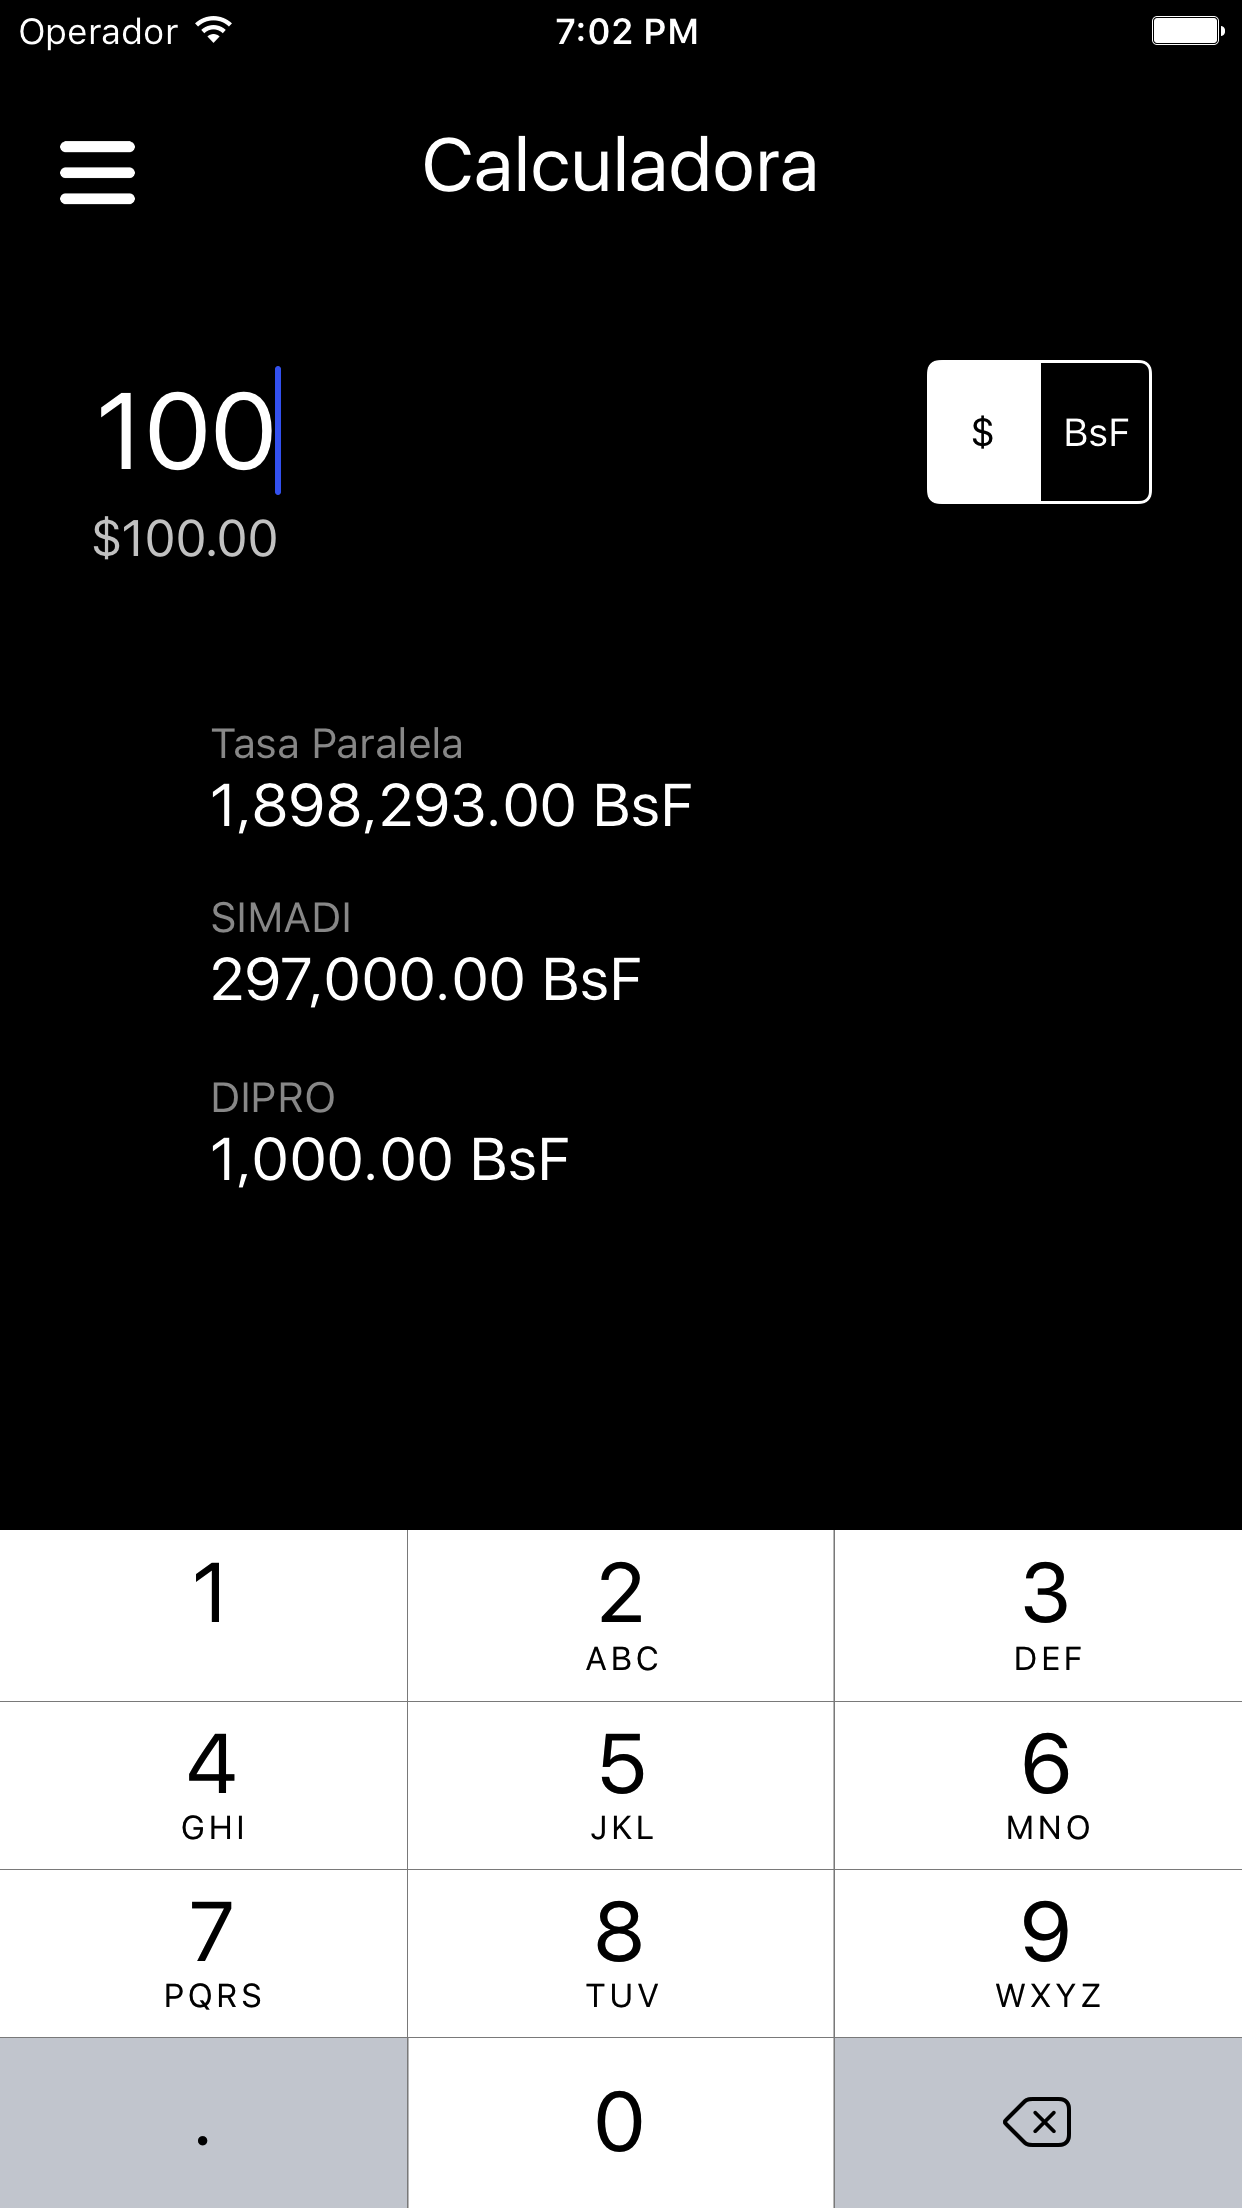 Operador 7:02 PM
Calculadora
100
$ BsF
$100.00
Tasa Paralela
1,898,293.00 BsF
SIMADI
297,000.00 BsF
DIPRO
1,000.00 BsF
1 2 3
ABC DEF
4 5 6
GHI JKL MNO
7 8 9
PQRS TUV WXYZ
. 0